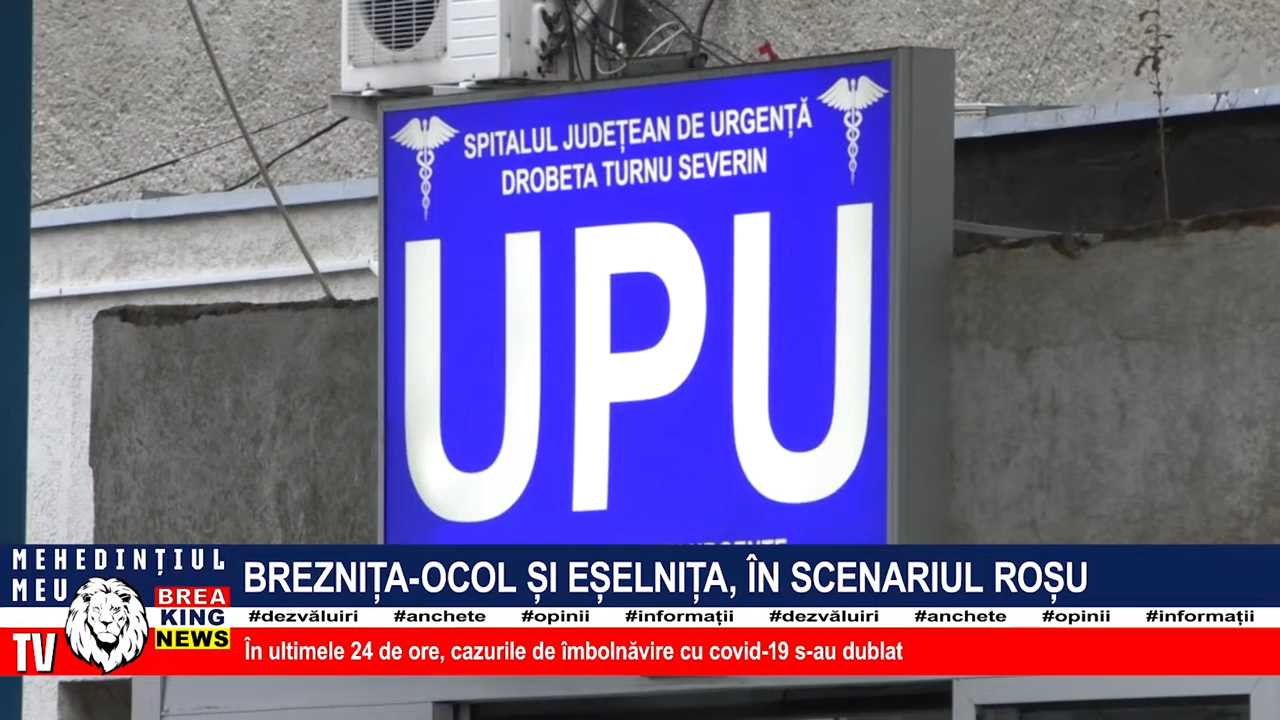 SPITALUL JUDEȚEAN DE URGENȚĂ
DROBETA TURNU SEVERIN
UPU
MEHEDINȚIUL
MEU
TV
BREA
KING
NEWS
BREZNIȚA-OCOL ȘI EȘELNIȚA, ÎN SCENARIUL ROȘU
#dezvăluiri #anchete #opinii #informații #dezvăluiri #anchete #opinii #informații
În ultimele 24 de ore, cazurile de îmbolnăvire cu covid-19 s-au dublat